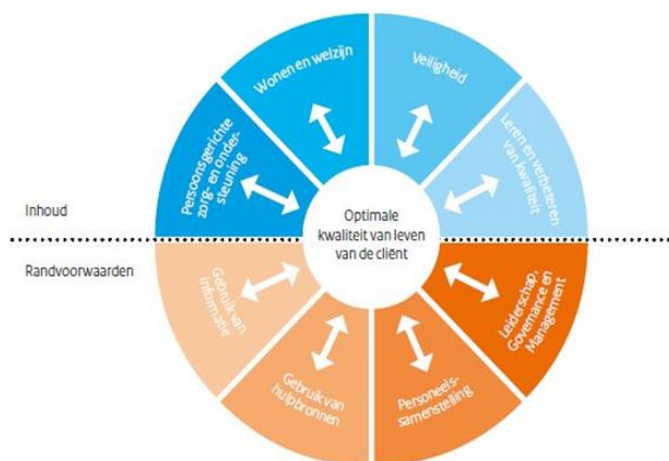 Wonen en welzijn
Veiligheid
Persoonsgerichte
zorg- en onder-
steuning
Leren en verbeteren
van kwaliteit
Inhoud
Optimale
kwaliteit van leven
van de cliënt
Randvoorwaarden
Gebruik van
informatie
Leiderschap,
Governance en
Management
Gebruik van
hulpbronnen
Personeels-
samenstelling